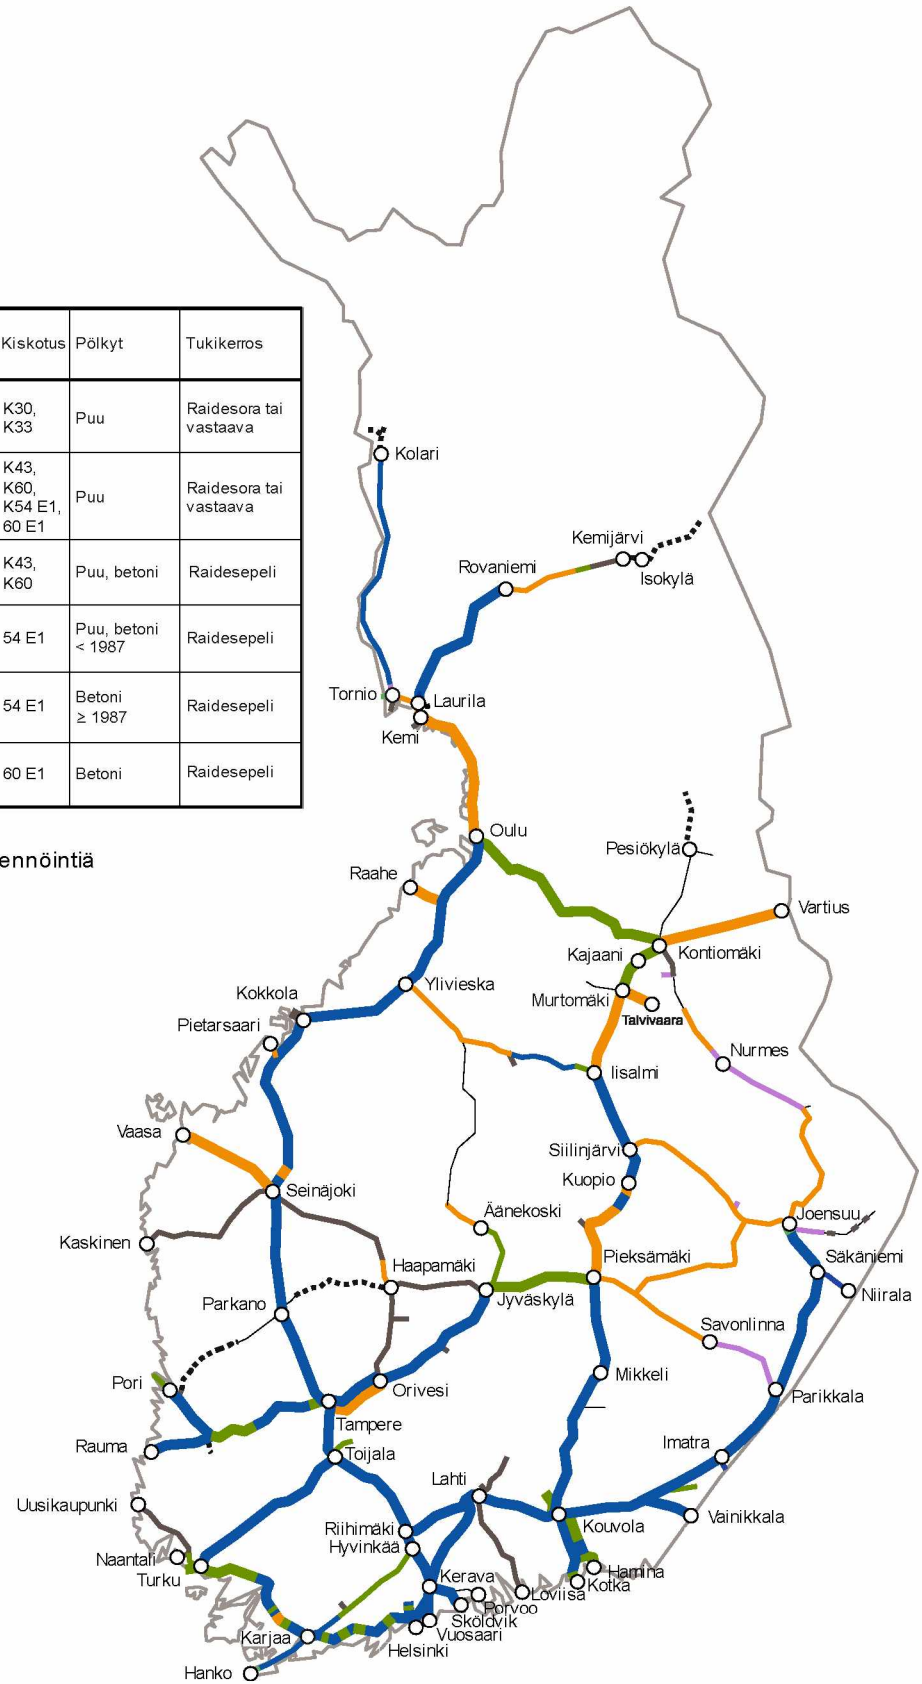 Kiskotus Pölkyt Tukikerros
K30,
K33
Puu
Raidesora tai
vastaava
K43,
K60,
K54 E1,
60 E1
Puu
Raidesora tai
vastaava
K43,
K60
Puu, betoni
Raidesepeli
54 E1
Puu, betoni
< 1987
Raidesepeli
54 E1
Betoni
≥ 1987
Raidesepeli
60 E1
Betoni
Raidesepeli
ennöintiä
Kolari
Kemijärvi
Isokylä
Rovaniemi
Tornio
Laurila
Kemi
Oulu
Pesiökylä
Raahe
Vartius
Kontiomäki
Kajaani
Ylivieska
Murtomäki
Talvivaara
Kokkola
Pietarsaari
Nurmes
Iisalmi
Vaasa
Siilinjärvi
Kuopio
Seinäjoki
Äänekoski
Joensuu
Kaskinen
Haapamäki
Pieksämäki
Säkäniemi
Niirala
Jyväskylä
Parkano
Savonlinna
Mikkeli
Pori
Orivesi
Parikkala
Tampere
Rauma
Toijala
Imatra
Lahti
Uusikaupunki
Riihimäki
Kouvola
Vainikkala
Hyvinkää
Naantali
Turku
Kerava
Hamina
Kotka
Loviisa
Porvoo
Sköldvik
Vuosaari
Karjaa
Helsinki
Hanko